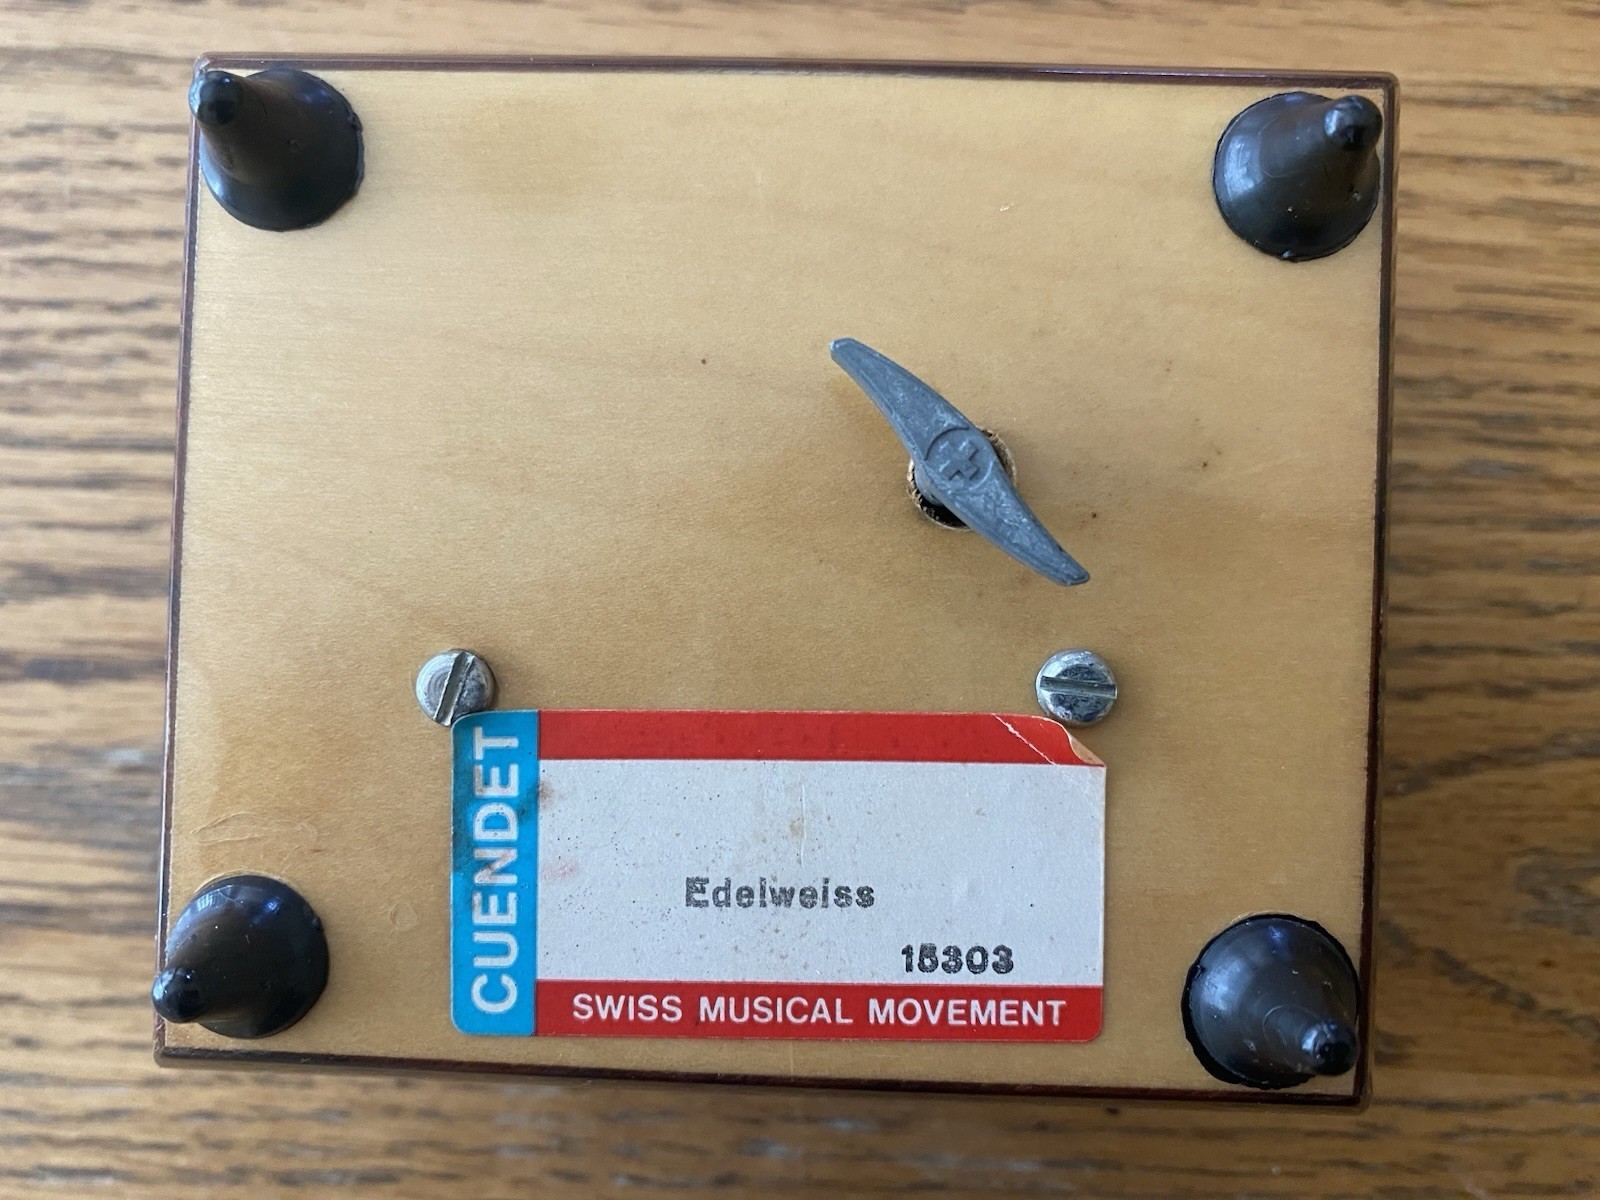 CUENDET
Edelweiss
15303
SWISS MUSICAL MOVEMENT